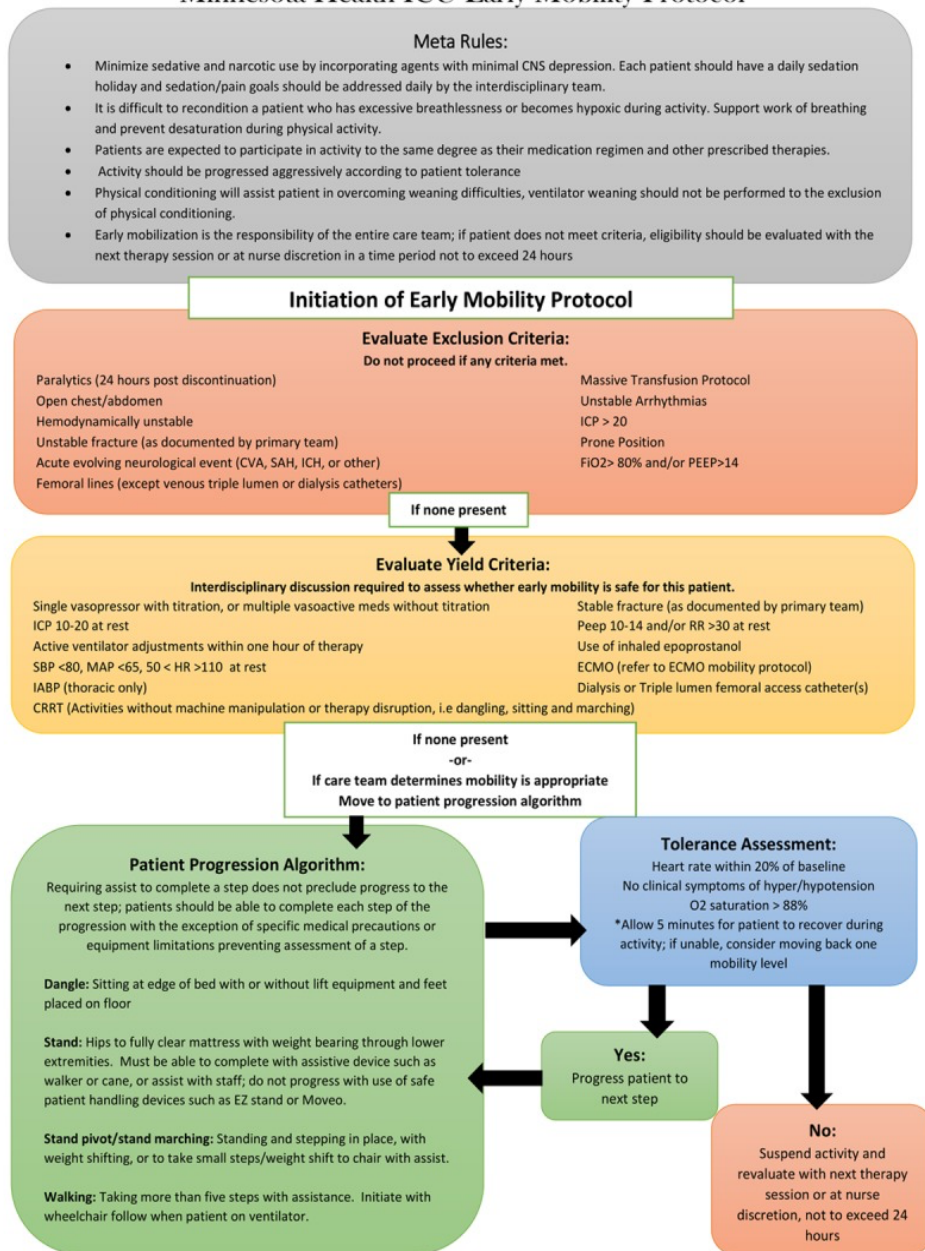 Minnesota Health ICU Early Mobility Protocol
Meta Rules:
• Minimize sedative and narcotic use by incorporating agents with minimal CNS depression. Each patient should have a daily sedation
holiday and sedation/pain goals should be addressed daily by the interdisciplinary team.
• It is difficult to recondition a patient who has excessive breathlessness or becomes hypoxic during activity. Support work of breathing
and prevent desaturation during physical activity.
• Patients are expected to participate in activity to the same degree as their medication regimen and other prescribed therapies.
• Activity should be progressed aggressively according to patient tolerance
• Physical conditioning will assist patient in overcoming weaning difficulties, ventilator weaning should not be performed to the exclusion
of physical conditioning.
• Early mobilization is the responsibility of the entire care team; if patient does not meet criteria, eligibility should be evaluated with the
next therapy session or at nurse discretion in a time period not to exceed 24 hours
Initiation of Early Mobility Protocol
Evaluate Exclusion Criteria:
Do not proceed if any criteria met.
Paralytics (24 hours post discontinuation)
Open chest/abdomen
Hemodynamically unstable
Unstable fracture (as documented by primary team)
Acute evolving neurological event (CVA, SAH, ICH, or other)
Femoral lines (except venous triple lumen or dialysis catheters)
Massive Transfusion Protocol
Unstable Arrhythmias
ICP > 20
Prone Position
FiO2> 80% and/or PEEP>14
If none present
Evaluate Yield Criteria:
Interdisciplinary discussion required to assess whether early mobility is safe for this patient.
Single vasopressor with titration, or multiple vasoactive meds without titration
ICP 10-20 at rest
Active ventilator adjustments within one hour of therapy
SBP <80, MAP <65, 50 < HR >110 at rest
IABP (thoracic only)
CRRT (Activities without machine manipulation or therapy disruption, i.e dangling, sitting and marching)
Stable fracture (as documented by primary team)
Peep 10-14 and/or RR >30 at rest
Use of inhaled epoprostanol
ECMO (refer to ECMO mobility protocol)
Dialysis or Triple lumen femoral access catheter(s)
If none present
-or-
If care team determines mobility is appropriate
Move to patient progression algorithm
Patient Progression Algorithm:
Requiring assist to complete a step does not preclude progress to the
next step; patients should be able to complete each step of the
progression with the exception of specific medical precautions or
equipment limitations preventing assessment of a step.
Dangle: Sitting at edge of bed with or without lift equipment and feet
placed on floor
Stand: Hips to fully clear mattress with weight bearing through lower
extremities. Must be able to complete with assistive device such as
walker or cane, or assist with staff; do not progress with use of safe
patient handling devices such as EZ stand or Moveo.
Stand pivot/stand marching: Standing and stepping in place, with
weight shifting, or to take small steps/weight shift to chair with assist.
Walking: Taking more than five steps with assistance. Initiate with
wheelchair follow when patient on ventilator.
Tolerance Assessment:
Heart rate within 20% of baseline
No clinical symptoms of hyper/hypotension
O2 saturation > 88%
*Allow 5 minutes for patient to recover during
activity; if unable, consider moving back one
mobility level
Yes:
Progress patient to
next step
No:
Suspend activity and
revaluate with next therapy
session or at nurse
discretion, not to exceed 24
hours